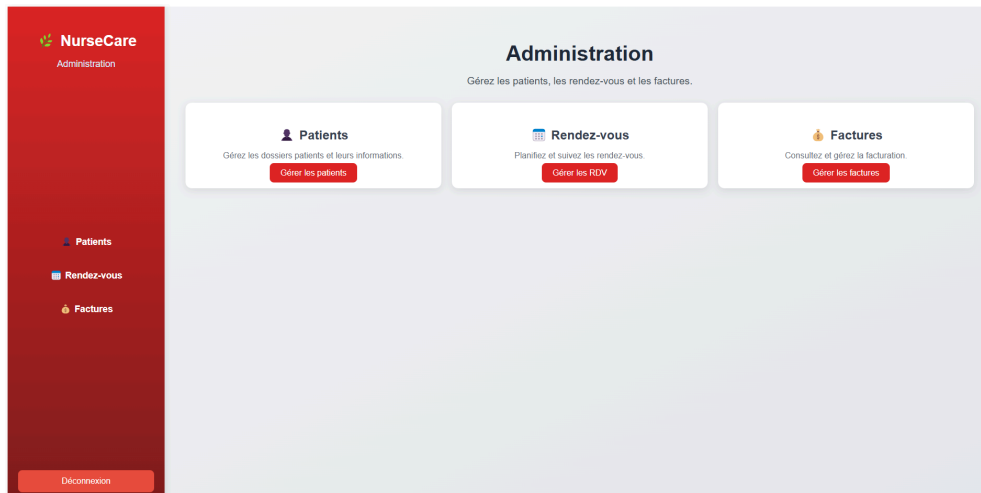 NurseCare
Administration
Patients
Rendez-vous
Factures
Déconnexion
Administration
Gérez les patients, les rendez-vous et les factures.
Patients
Gérez les dossiers patients et leurs informations.
Gérer les patients
Rendez-vous
Planifiez et suivez les rendez-vous.
Gérer les RDV
Factures
Consultez et gérez la facturation.
Gérer les factures